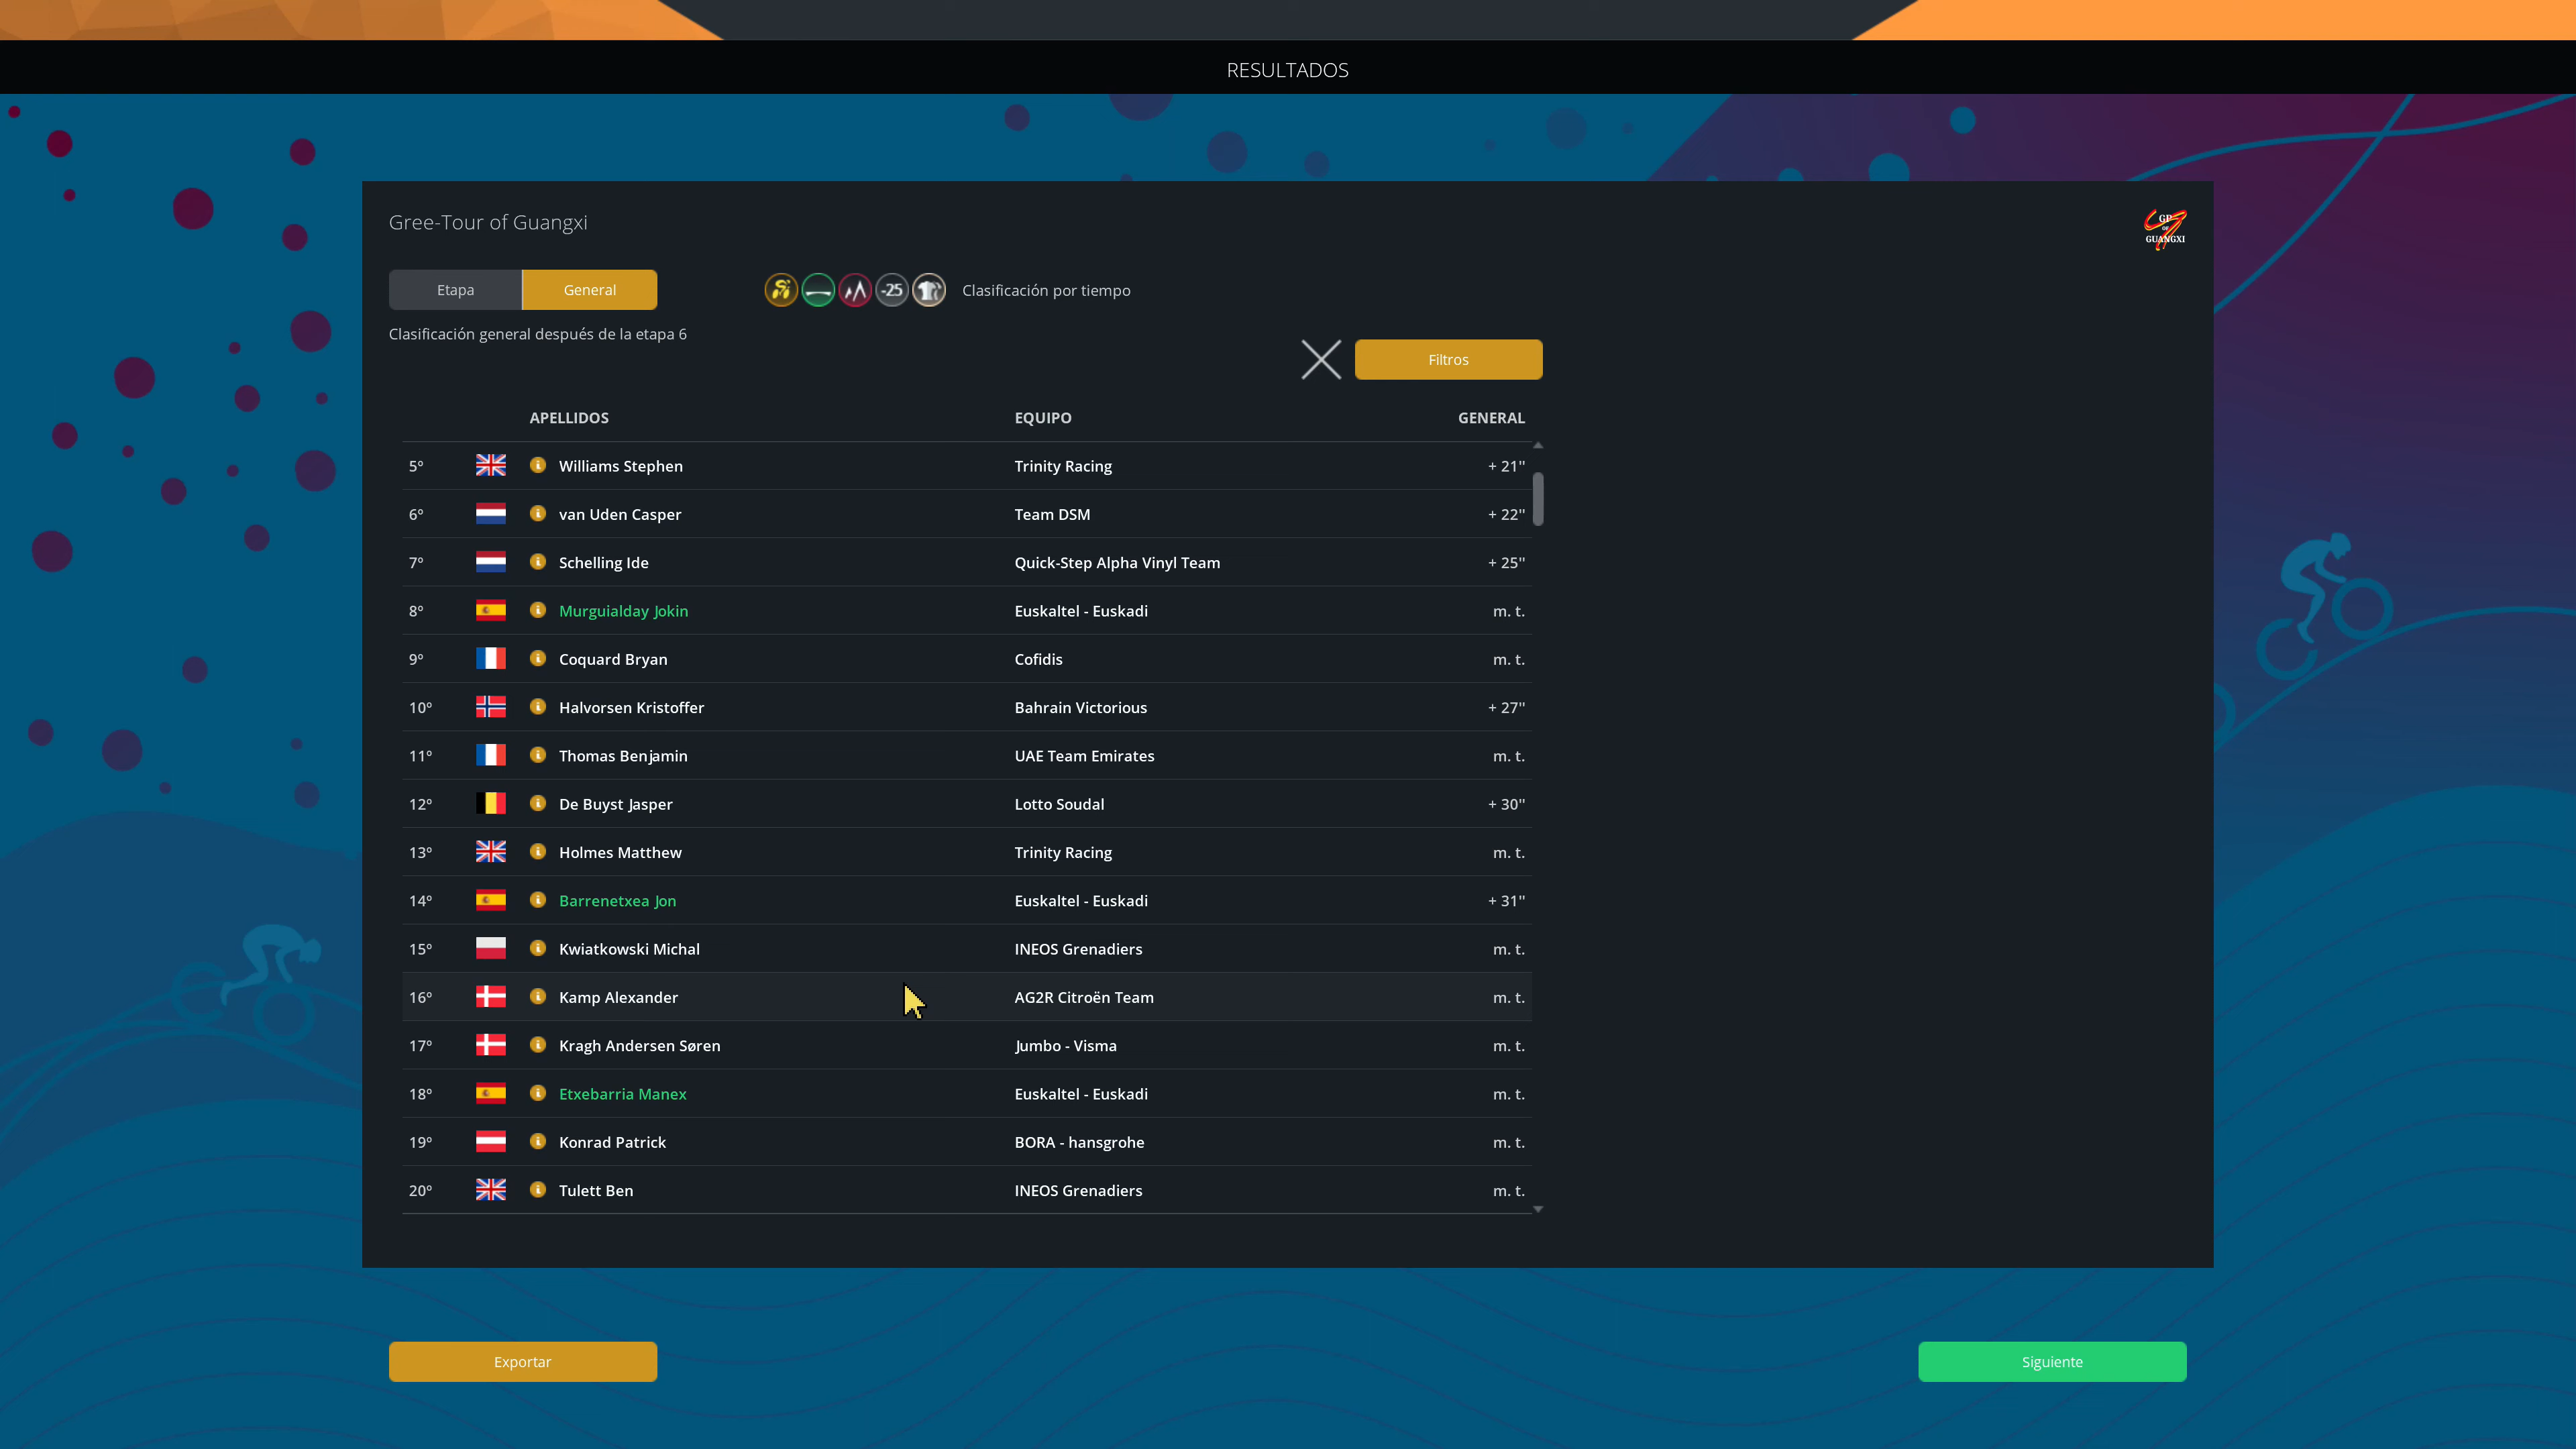 RESULTADOS
Gree-Tour of Guangxi
GP
OF
GUANGXI
Etapa
General
-25
Clasificación por tiempo
Clasificación general después de la etapa 6
Filtros
APELLIDOS EQUIPO GENERAL
5º Williams Stephen Trinity Racing + 21''
6º van Uden Casper Team DSM + 22''
7º Schelling Ide Quick-Step Alpha Vinyl Team + 25''
8º Murguialday Jokin Euskaltel - Euskadi m. t.
9º Coquard Bryan Cofidis m. t.
10º Halvorsen Kristoffer Bahrain Victorious + 27''
11º Thomas Benjamin UAE Team Emirates m. t.
12º De Buyst Jasper Lotto Soudal + 30''
13º Holmes Matthew Trinity Racing m. t.
14º Barrenetxea Jon Euskaltel - Euskadi + 31''
15º Kwiatkowski Michal INEOS Grenadiers m. t.
16º Kamp Alexander AG2R Citroën Team m. t.
17º Kragh Andersen Søren Jumbo - Visma m. t.
18º Etxebarria Manex Euskaltel - Euskadi m. t.
19º Konrad Patrick BORA - hansgrohe m. t.
20º Tulett Ben INEOS Grenadiers m. t.
Exportar
Siguiente